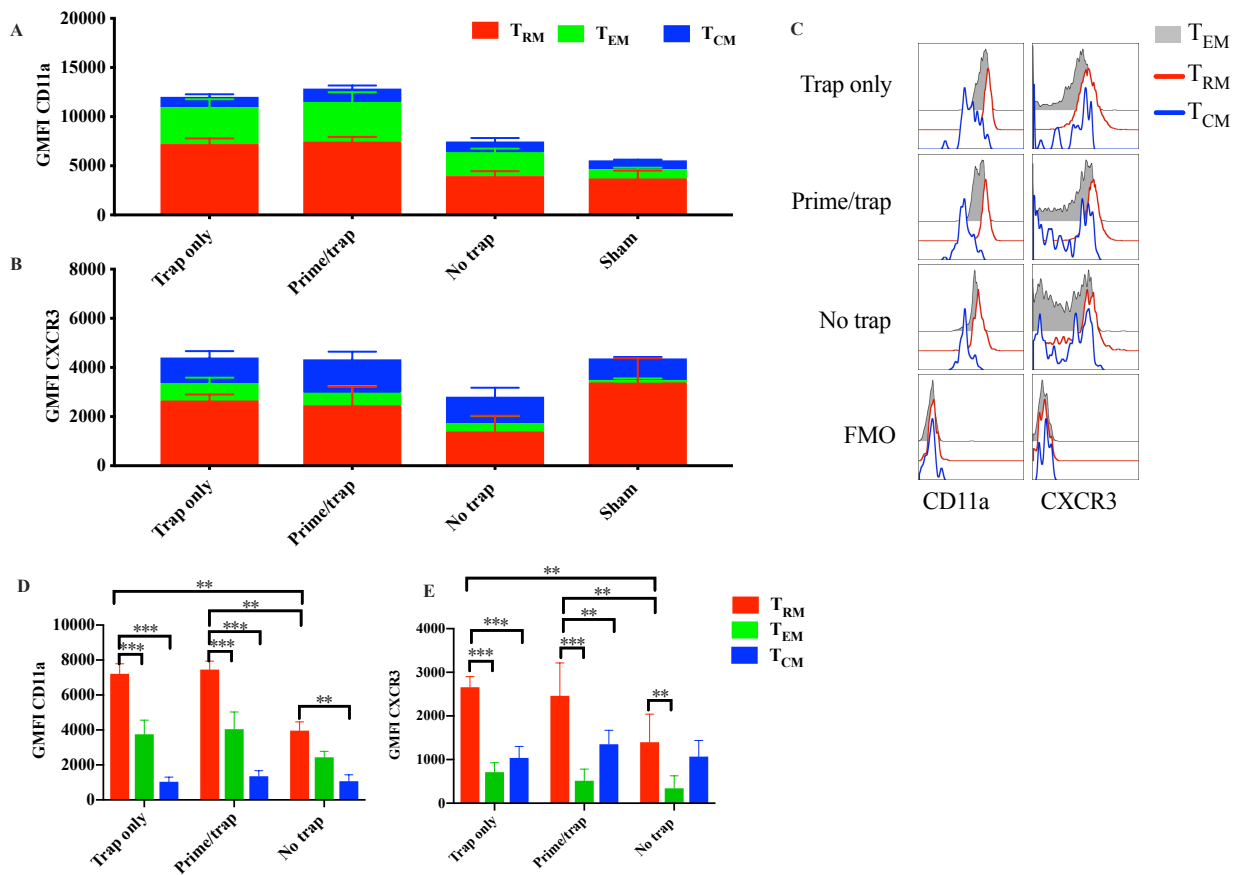 A
GMFI CD11a
20000
15000
10000
5000
0
TRM
TEM
TCM
Trap only
Prime/trap
No trap
Sham
B
GMFI CXCR3
8000
6000
4000
2000
0
Trap only
Prime/trap
No trap
Sham
C
TEM
TRM
TCM
Trap only
Prime/trap
No trap
FMO
CD11a
CXCR3
D
GMFI CD11a
10000
8000
6000
4000
2000
0
**
**
***
***
***
***
**
Trap only
Prime/trap
No trap
E
GMFI CXCR3
4000
3000
2000
1000
0
**
**
**
***
***
***
**
Trap only
Prime/trap
No trap
TRM
TEM
TCM